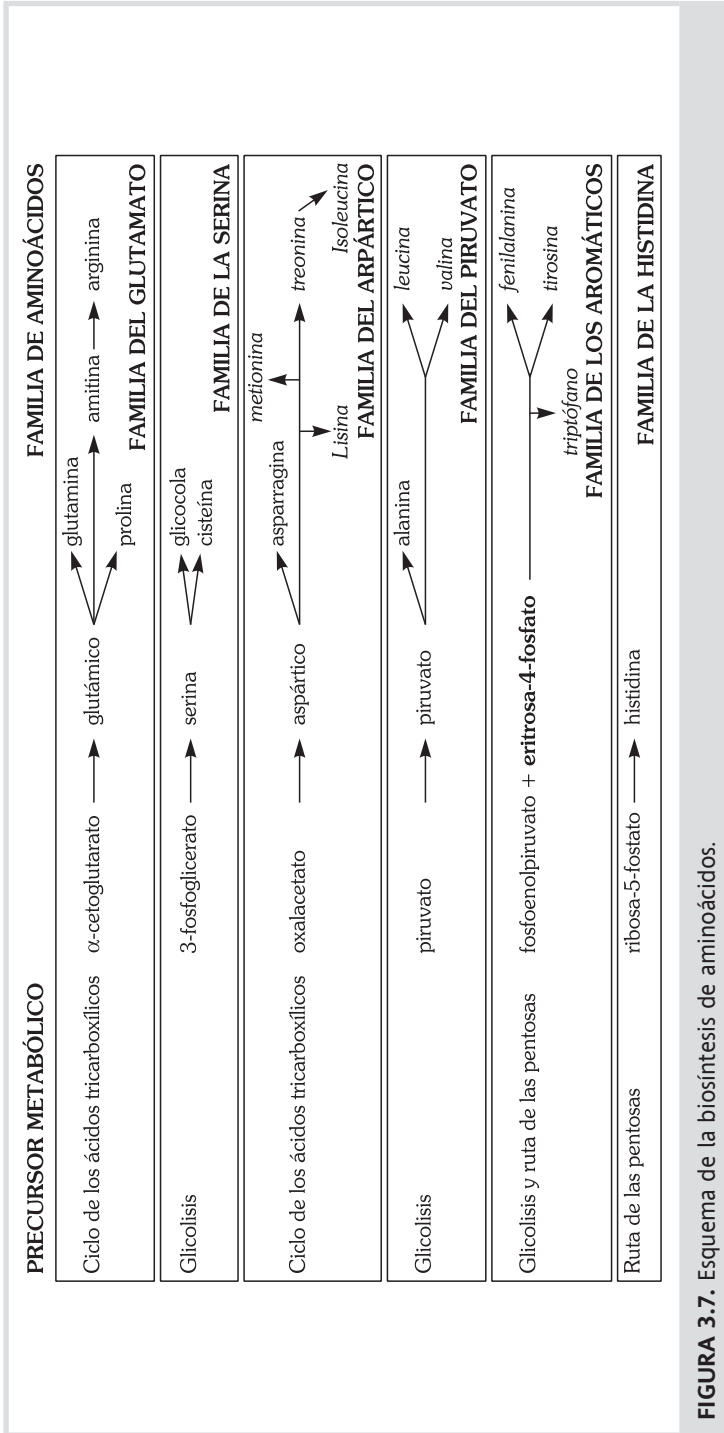 PRECURSOR METABÓLICO
FAMILIA DE AMINOÁCIDOS
Ciclo de los ácidos tricarboxílicos α-cetoglutarato glutámico
glutamina
amitina arginina
prolina
FAMILIA DEL GLUTAMATO
Glicolisis 3-fosfoglicerato serina
glicocola
cisteína
FAMILIA DE LA SERINA
Ciclo de los ácidos tricarboxílicos oxalacetato aspártico
asparragina
metionina
treonina
Lisina
Isoleucina
FAMILIA DEL ARPÁRTICO
Glicolisis piruvato piruvato
alanina
leucina
valina
FAMILIA DEL PIRUVATO
Glicolisis y ruta de las pentosas fosfoenolpiruvato + eritrosa-4-fosfato
fenilalanina
tirosina
triptófano
FAMILIA DE LOS AROMÁTICOS
Ruta de las pentosas ribosa-5-fostato histidina
FAMILIA DE LA HISTIDINA
FIGURA 3.7. Esquema de la biosíntesis de aminoácidos.